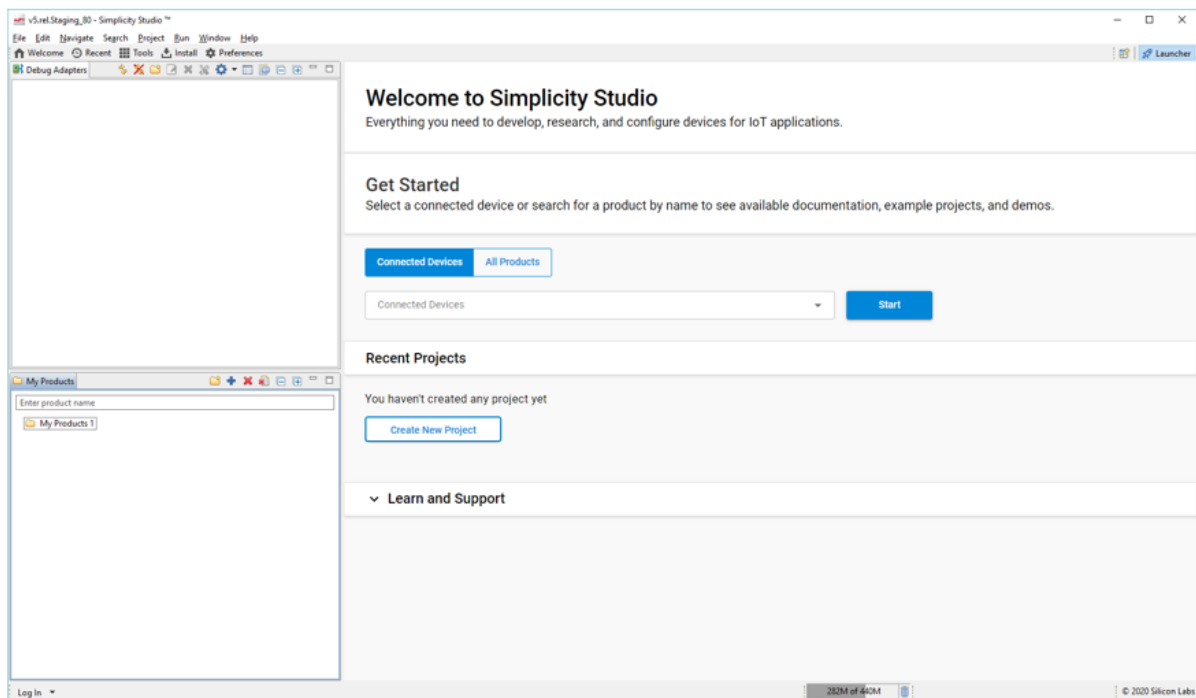 v5.rel.Staging_80 - Simplicity Studio ™
File Edit Navigate Search Project Run Window Help
Welcome Recent Tools Install Preferences
Launcher
Debug Adapters
Welcome to Simplicity Studio
Everything you need to develop, research, and configure devices for IoT applications.
Get Started
Select a connected device or search for a product by name to see available documentation, example projects, and demos.
Connected Devices All Products
Connected Devices
Start
Recent Projects
My Products
Enter product name
My Products 1
You haven't created any project yet
Create New Project
Learn and Support
Log In
282M of 440M
© 2020 Silicon Labs